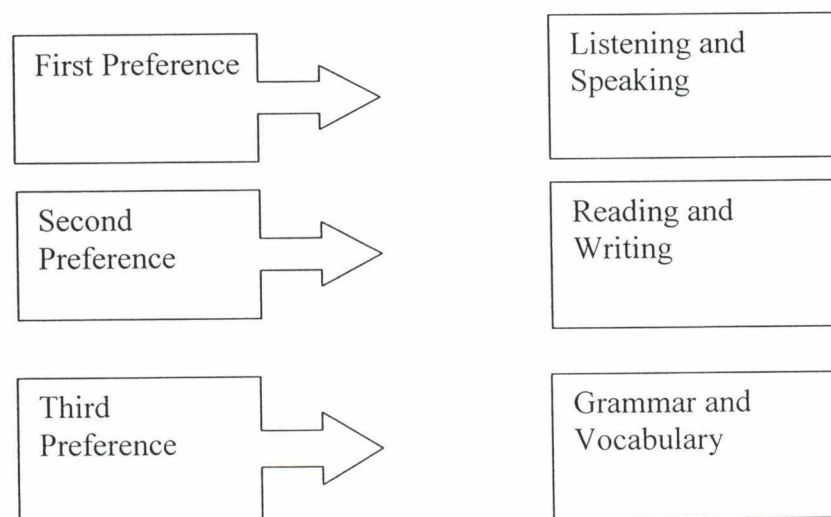 First Preference
Listening and
Speaking
Second
Preference
Reading and
Writing
Third
Preference
Grammar and
Vocabulary